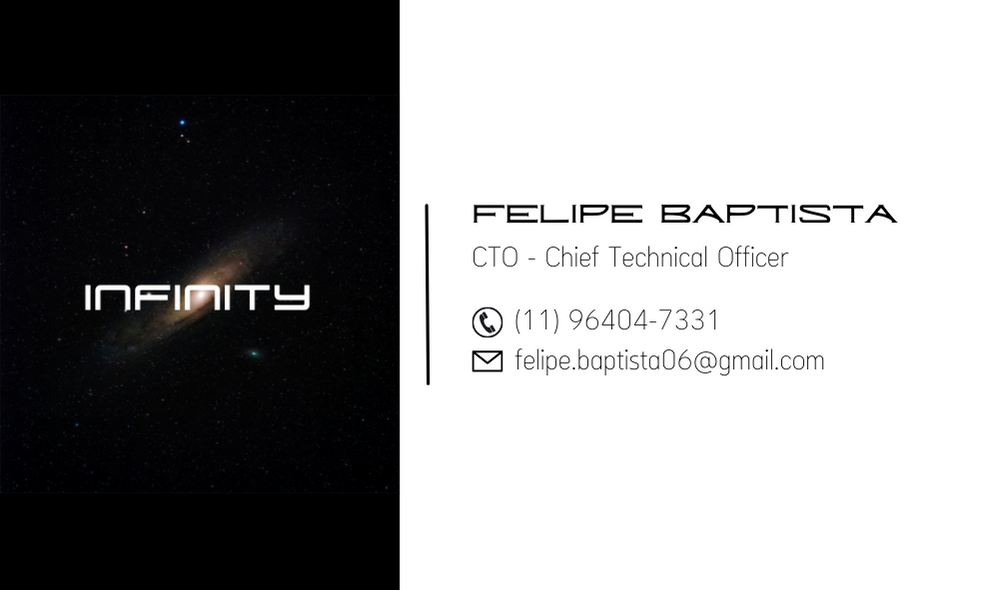 INFINITY
FELIPE BAPTISTA
CTO - Chief Technical Officer
(11) 96404-7331
felipe.baptista06@gmail.com